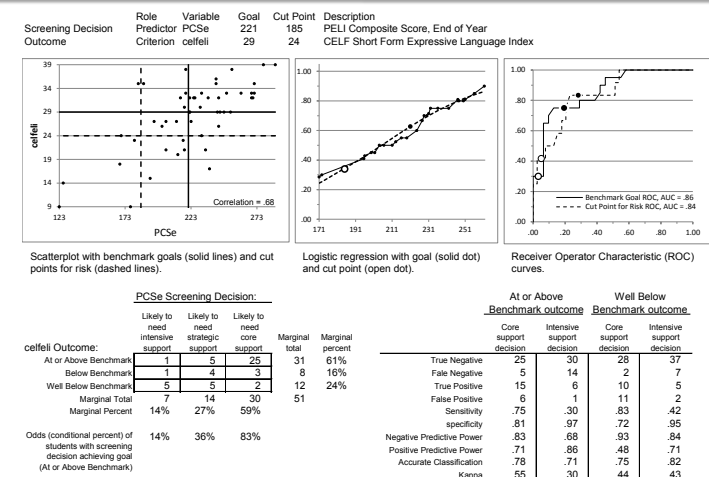 Role Variable Goal Cut Point Description
Screening Decision Predictor PCSe 221 185 PELI Composite Score, End of Year
Outcome Criterion celfeli 29 24 CELF Short Form Expressive Language Index
39
34
29
24
19
14
9
celfeli
123 173 223 273
PCSe
Correlation = .68
1.00
.80
.60
.40
.20
.00
171 191 211 231 251
1.00
.80
.60
.40
.20
.00
Benchmark Goal ROC, AUC = .86
Cut Point for Risk ROC, AUC = .84
.00 .20 .40 .60 .80 1.00
Scatterplot with benchmark goals (solid lines) and cut
points for risk (dashed lines).
Logistic regression with goal (solid dot)
and cut point (open dot).
Receiver Operator Characteristic (ROC)
curves.
PCSe Screening Decision:
Likely to Likely to Likely to
need need need
intensive strategic core Marginal Marginal
celfeli Outcome: support support support total percent
At or Above Benchmark 1 5 25 31 61%
Below Benchmark 1 4 3 8 16%
Well Below Benchmark 5 5 2 12 24%
Marginal Total 7 14 30 51
Marginal Percent 14% 27% 59%
Odds (conditional percent) of 14% 36% 83%
students with screening
decision achieving goal
(At or Above Benchmark)
At or Above Well Below
Benchmark outcome Benchmark outcome
Core Intensive Core Intensive
support support support support
decision decision decision decision
True Negative 25 30 28 37
Fale Negative 5 14 2 7
True Positive 15 6 10 5
False Positive 6 1 11 2
Sensitivity .75 .30 .83 .42
specificity .81 .97 .72 .95
Negative Predictive Power .83 .68 .93 .84
Positive Predictive Power .71 .86 .48 .71
Accurate Classification .78 .71 .75 .82
Kappa .55 .30 .44 .43